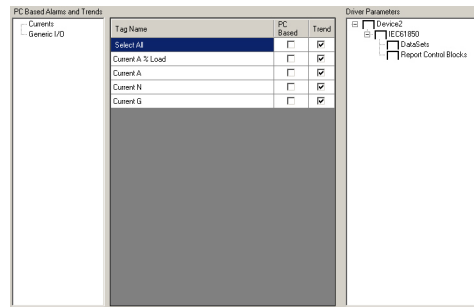 PC Based Alarms and Trends
Currents
Generic I/O
Tag Name
PC Based
Trend
Select All
Current A % Load
Current A
Current N
Current G
Driver Parameters
Device2
IEC61850
DataSets
Report Control Blocks